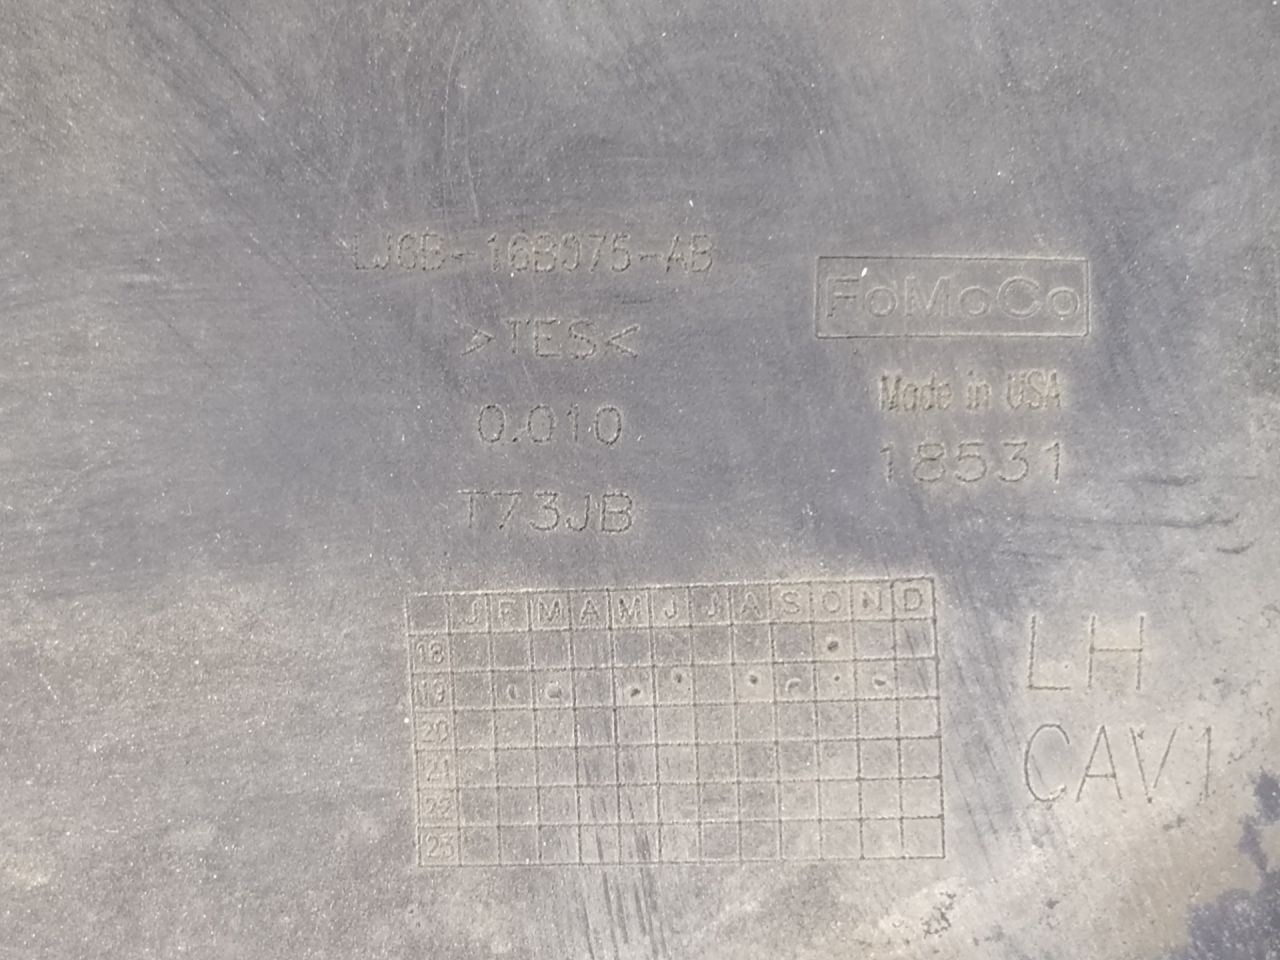 LJ6B-16B075-AB
>TES<
0.010
T73JB
FoMoCo
Made in USA
18531
J F M A M J J A S O N D
18
19
20
21
22
23
LH
CAV1